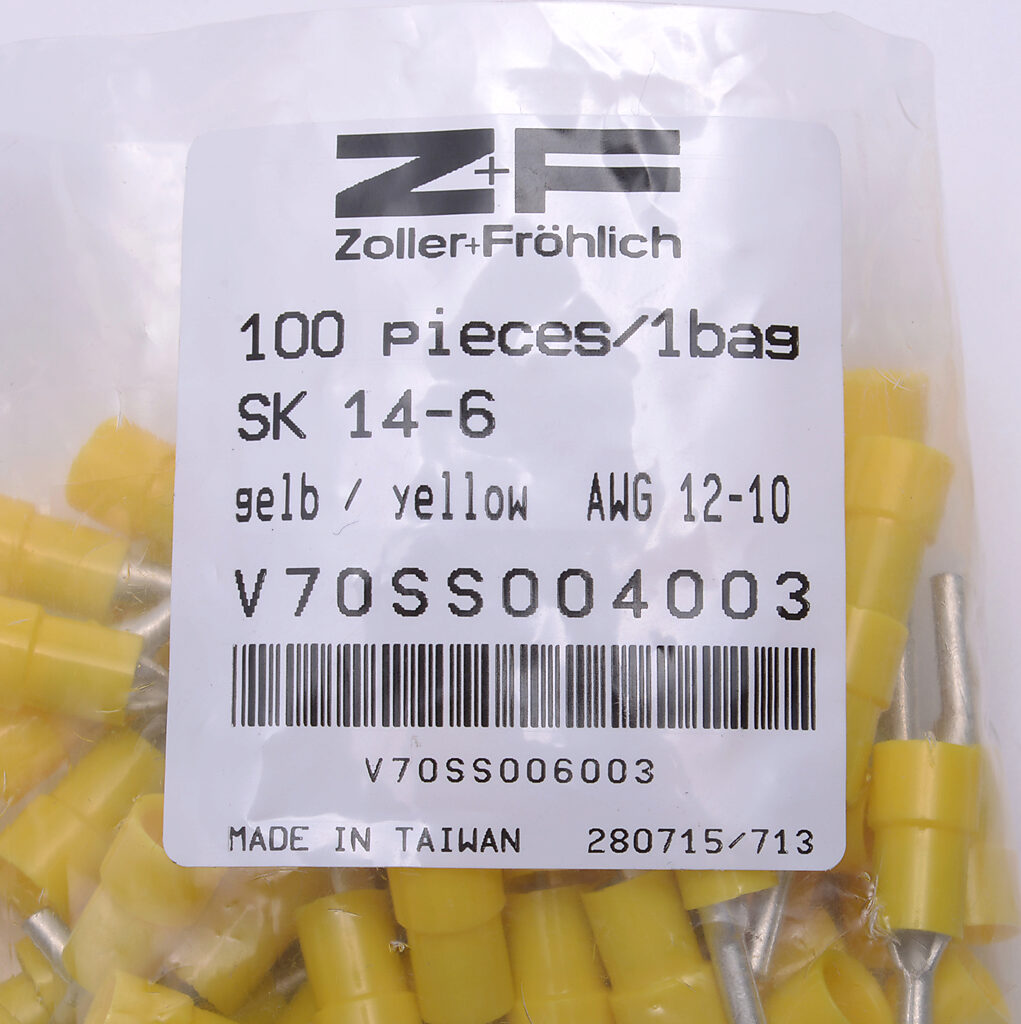 Z+F
Zoller+Fröhlich
100 pieces/1bag
SK 14-6
gelb / yellow AWG 12-10
V70SS004003
V70SS006003
MADE IN TAIWAN 280715/713